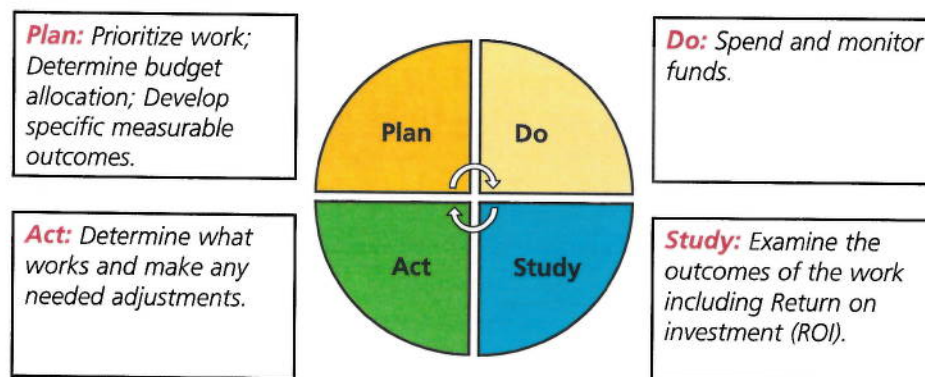 Plan: Prioritize work;
Determine budget
allocation; Develop
specific measurable
outcomes.
Do: Spend and monitor
funds.
Plan
Do
Act
Study
Act: Determine what
works and make any
needed adjustments.
Study: Examine the
outcomes of the work
including Return on
investment (ROI).